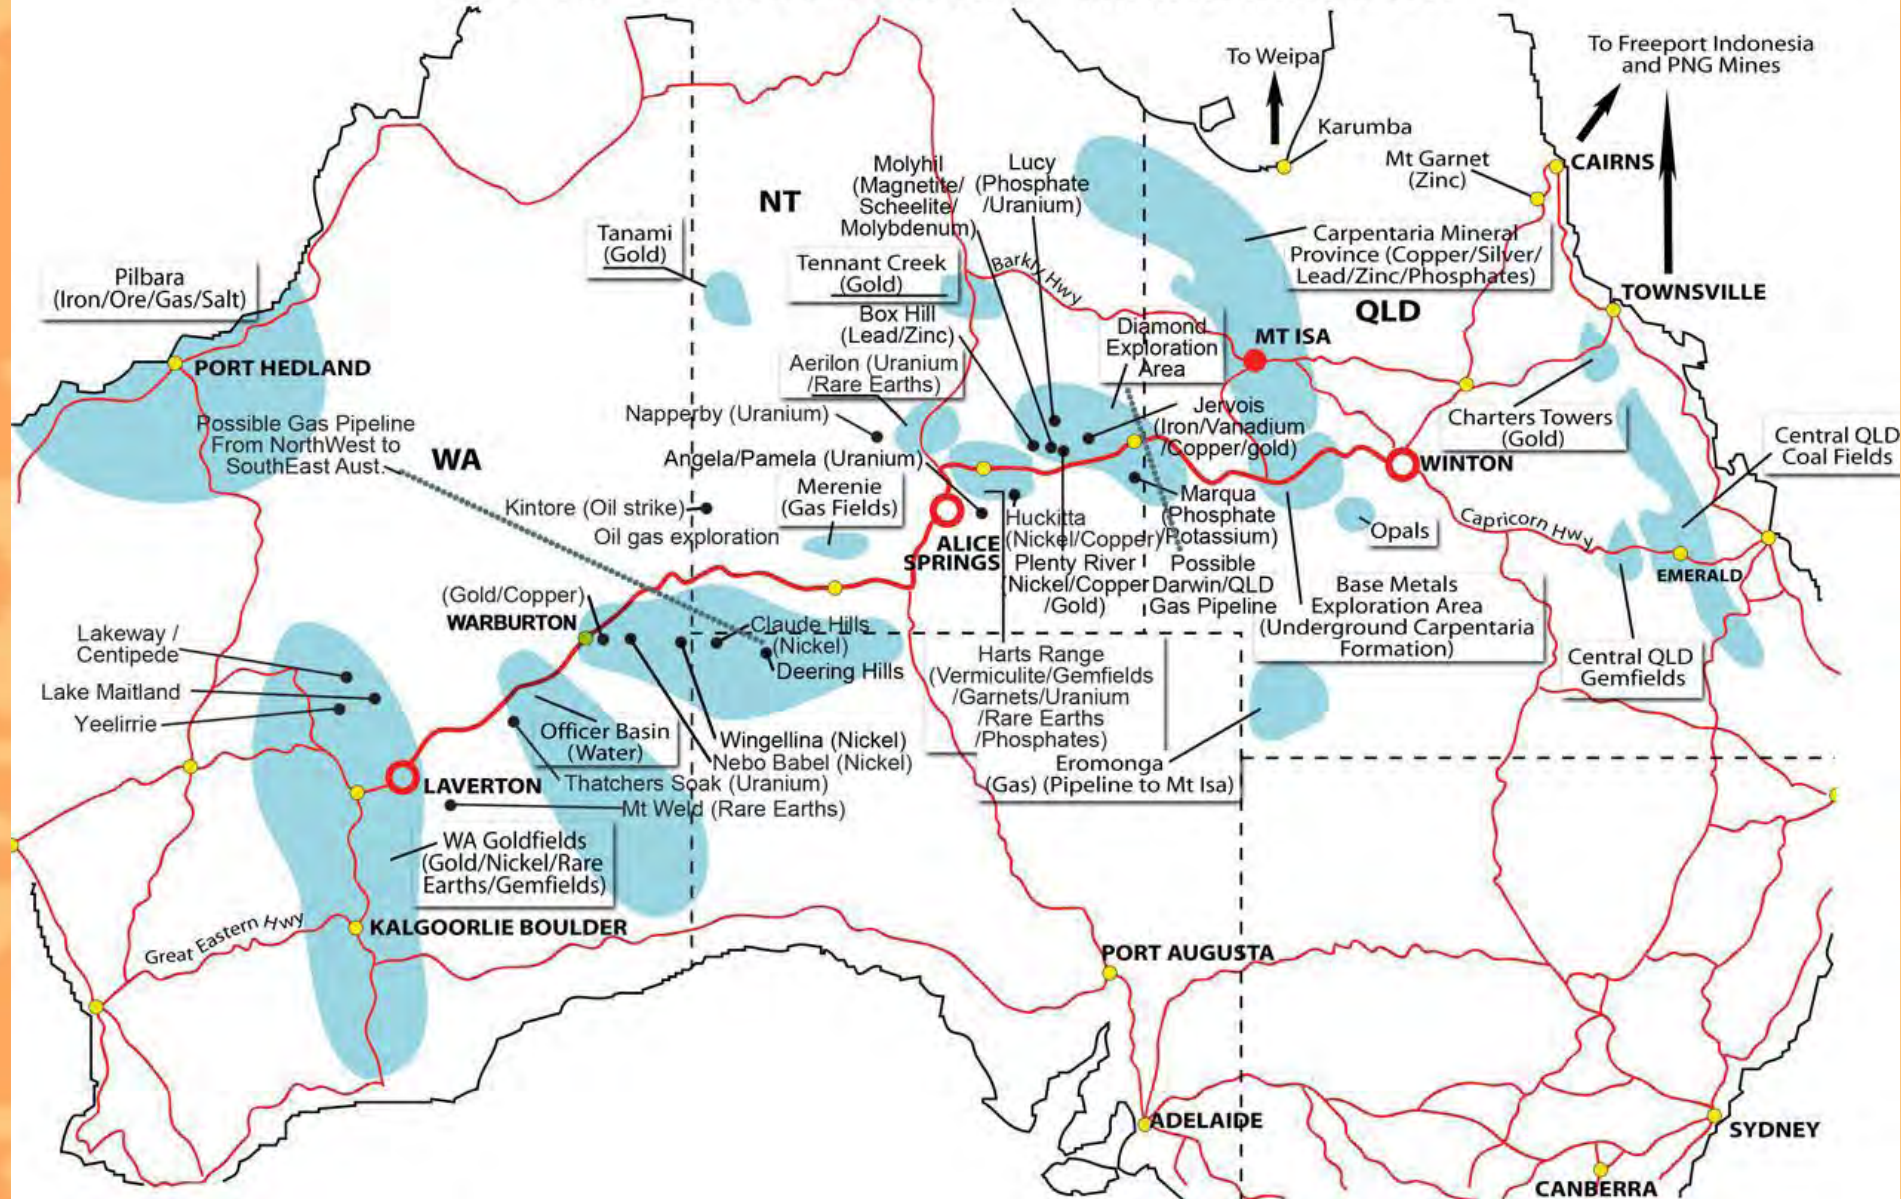 To Weipa
To Freeport Indonesia
and PNG Mines
Karumba
Mt Garnet
(Zinc)
CAIRNS
Molyhil
(Magnetite/
Scheelite/
Molybdenum)
Lucy
(Phosphate
/Uranium)
NT
Tanami
(Gold)
Tennant Creek
(Gold)
Barkly Hwy
Carpentaria Mineral
Province (Copper/Silver/
Lead/Zinc/Phosphates)
Pilbara
(Iron/Ore/Gas/Salt)
TOWNSVILLE
QLD
Box Hill
(Lead/Zinc)
Diamond
Exploration
Area
MT ISA
PORT HEDLAND
Aerilon (Uranium
/Rare Earths)
Napperby (Uranium)
Jervois
(Iron/Vanadium
/Copper/gold)
Charters Towers
(Gold)
Possible Gas Pipeline
From NorthWest to
SouthEast Aust.
WA
Angela/Pamela (Uranium)
WINTON
Central QLD
Coal Fields
Merenie
(Gas Fields)
Kintore (Oil strike)
Oil gas exploration
Marqua
(Phosphate
/Potassium)
Huckitta
(Nickel/Copper)
Opals
Capricorn Hwy
ALICE
SPRINGS
Plenty River
(Nickel/Copper
/Gold)
Possible
Darwin/QLD
Gas Pipeline
EMERALD
Base Metals
Exploration Area
(Underground Carpentaria
Formation)
(Gold/Copper)
WARBURTON
Claude Hills
(Nickel)
Deering Hills
Lakeway /
Centipede
Lake Maitland
Yeelirrie
Harts Range
(Vermiculite/Gemfields
/Garnets/Uranium
/Rare Earths
/Phosphates)
Central QLD
Gemfields
Officer Basin
(Water)
Wingellina (Nickel)
Nebo Babel (Nickel)
Eromonga
(Gas) (Pipeline to Mt Isa)
LAVERTON
Thatchers Soak (Uranium)
Mt Weld (Rare Earths)
WA Goldfields
(Gold/Nickel/Rare
Earths/Gemfields)
Great Eastern Hwy
KALGOORLIE BOULDER
PORT AUGUSTA
ADELAIDE
SYDNEY
CANBERRA